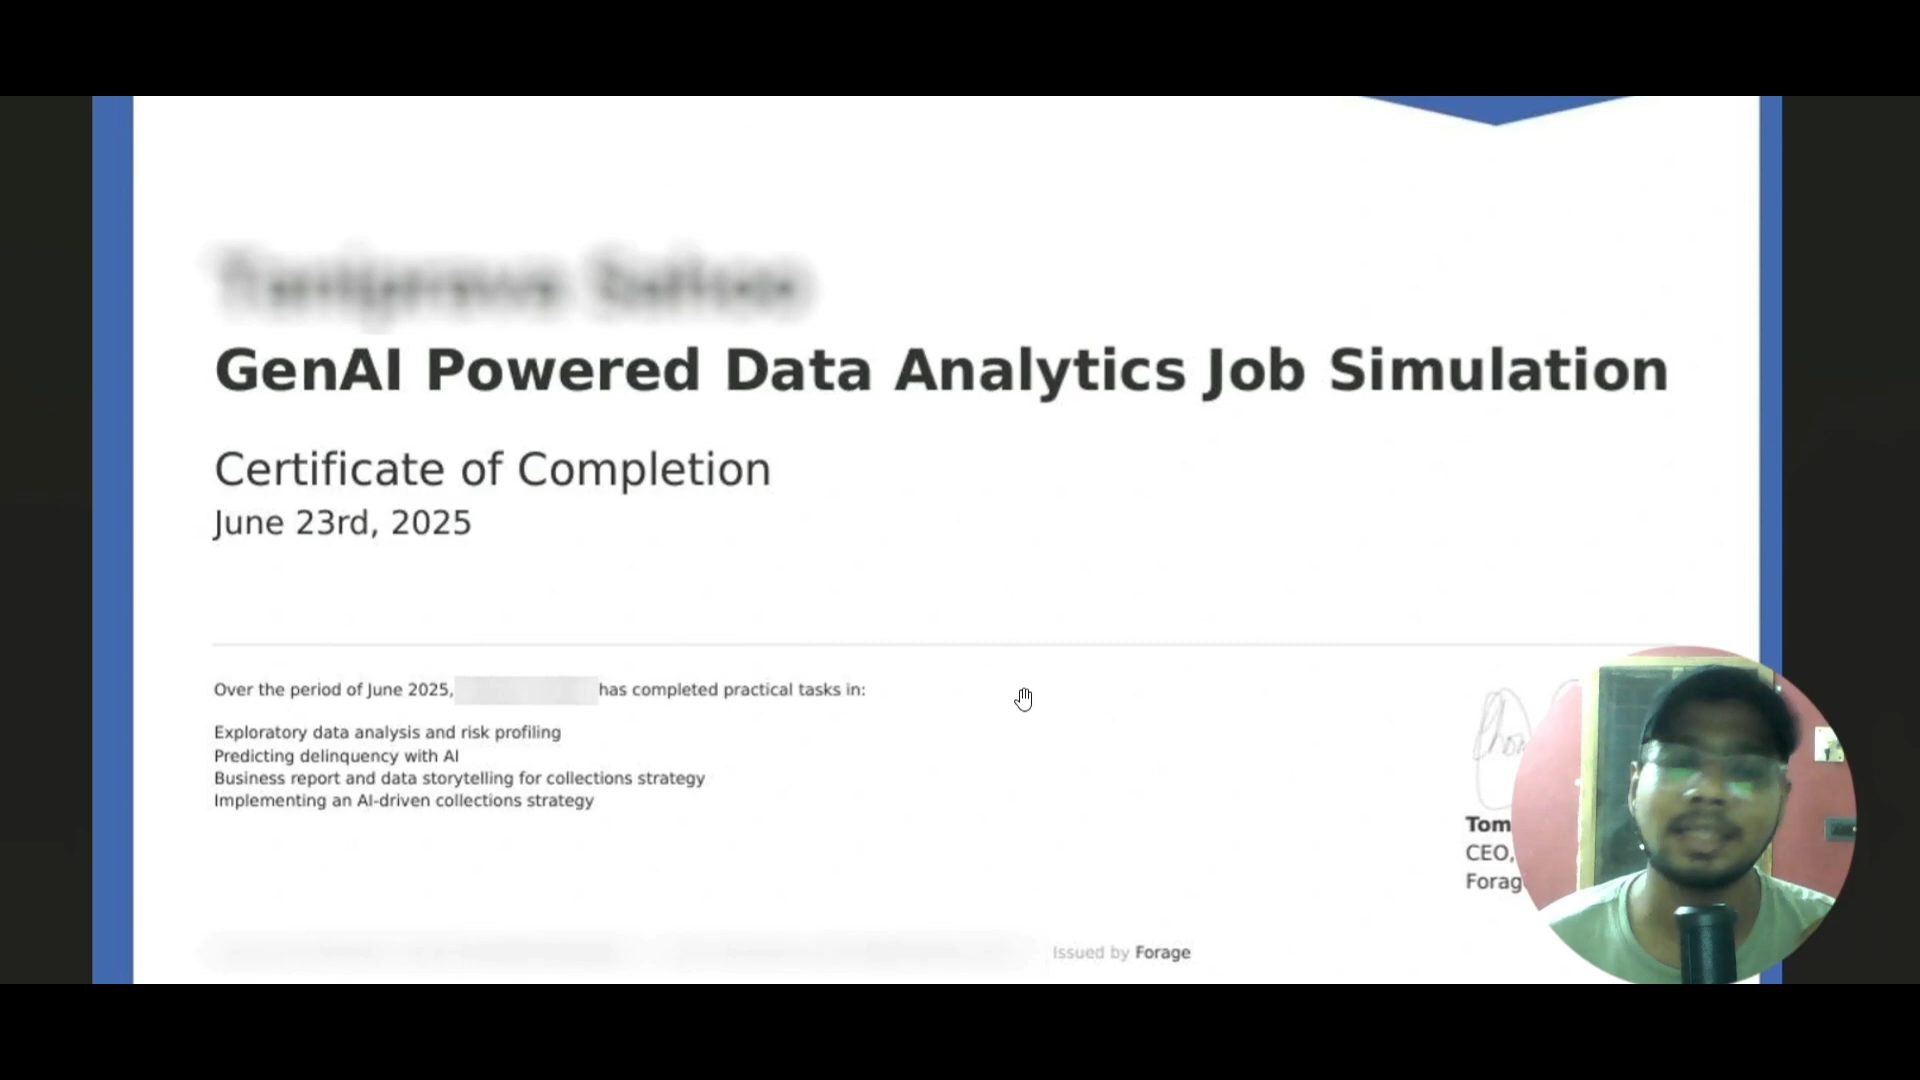 GenAI Powered Data Analytics Job Simulation
Certificate of Completion
June 23rd, 2025
Over the period of June 2025, has completed practical tasks in:
Exploratory data analysis and risk profiling
Predicting delinquency with AI
Business report and data storytelling for collections strategy
Implementing an AI-driven collections strategy
Tom
CEO,
Forag
Issued by Forage